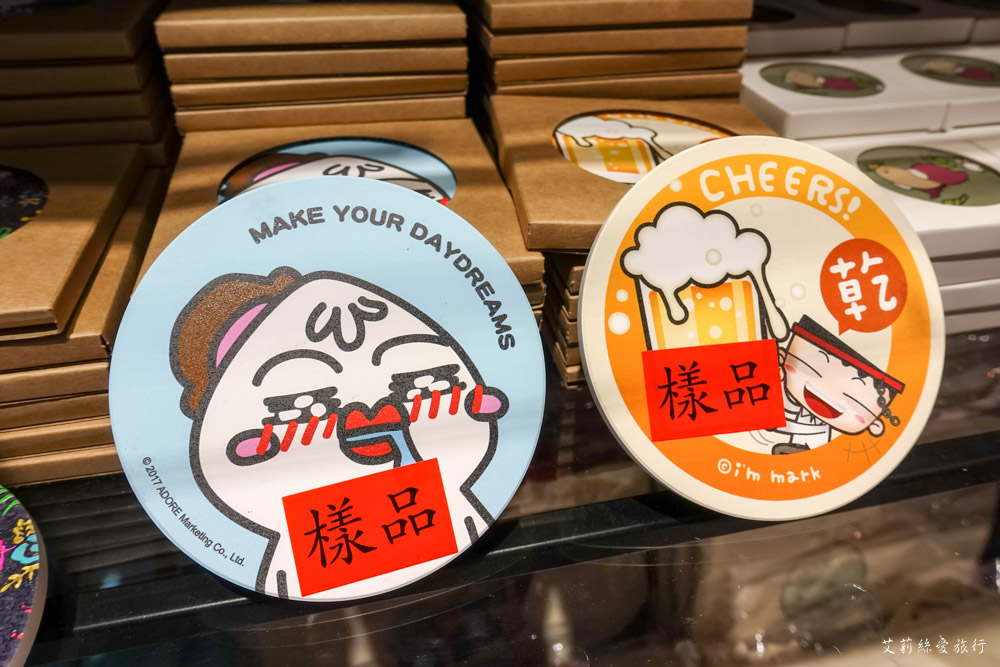 MAKE YOUR DAYDREAMS
樣品
© 2017 ADORE Marketing Co., Ltd.
CHEERS!
乾
樣品
© i'm mark
艾莉絲愛旅行